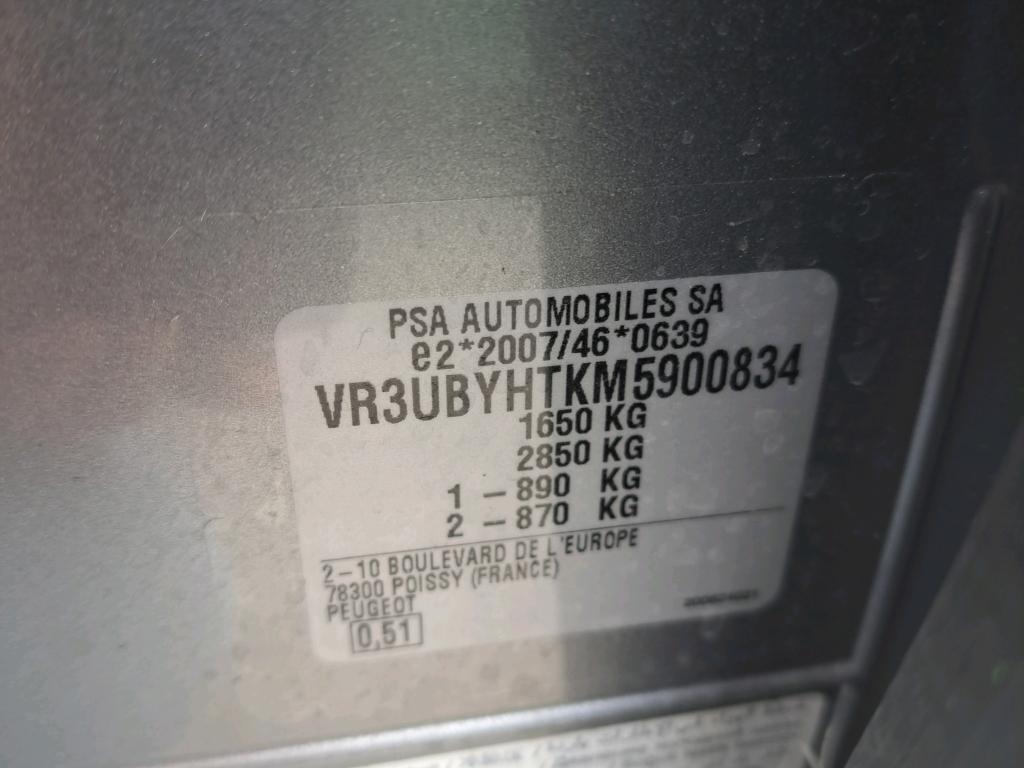 PSA AUTOMOBILES SA
e2*2007/46*0639
VR3UBYHTKM5900834
1650 KG
2850 KG
1 – 890 KG
2 – 870 KG
2 – 10 BOULEVARD DE L'EUROPE
78300 POISSY (FRANCE)
PEUGEOT
0,51